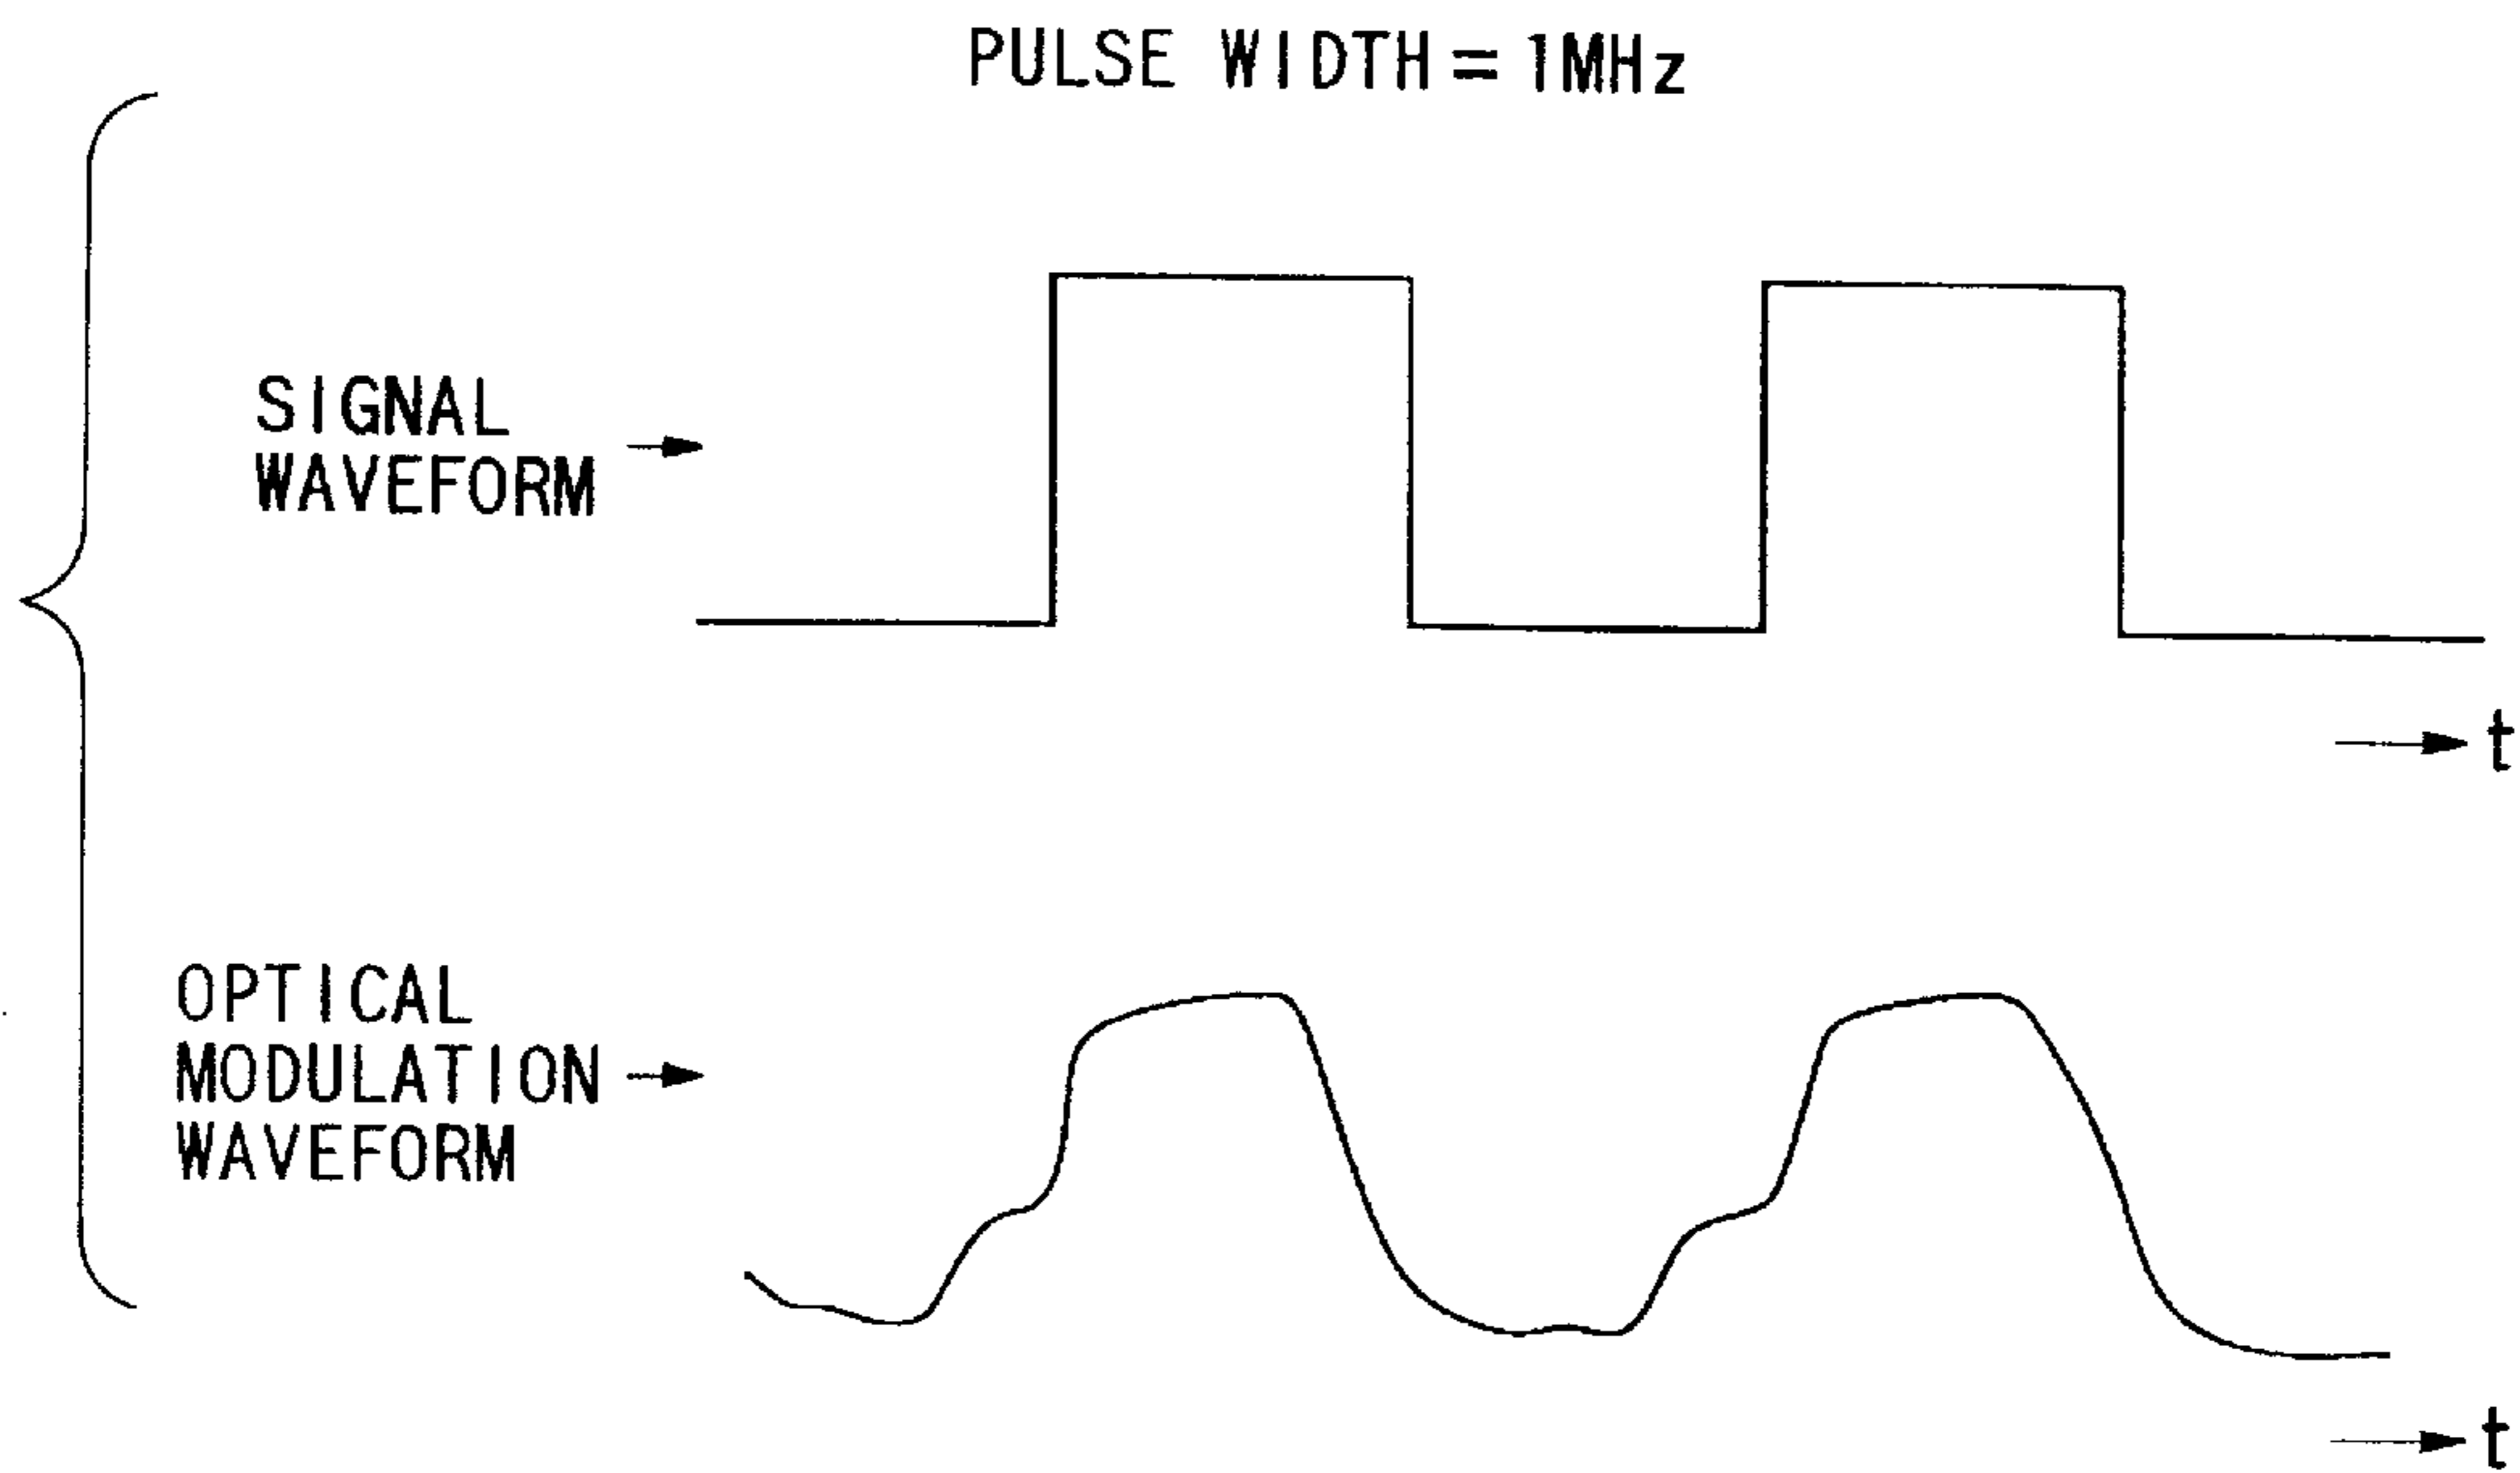 PULSE WIDTH = 1MHz
SIGNAL
WAVEFORM
t
OPTICAL
MODULATION
WAVEFORM
t